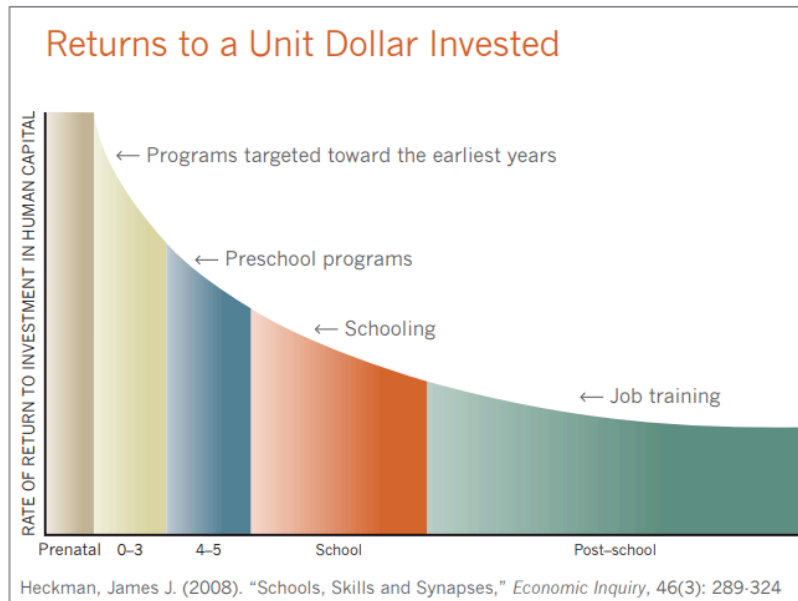 Returns to a Unit Dollar Invested
RATE OF RETURN TO INVESTMENT IN HUMAN CAPITAL
← Programs targeted toward the earliest years
← Preschool programs
← Schooling
← Job training
Prenatal 0–3 4–5 School Post–school
Heckman, James J. (2008). “Schools, Skills and Synapses,” Economic Inquiry, 46(3): 289-324